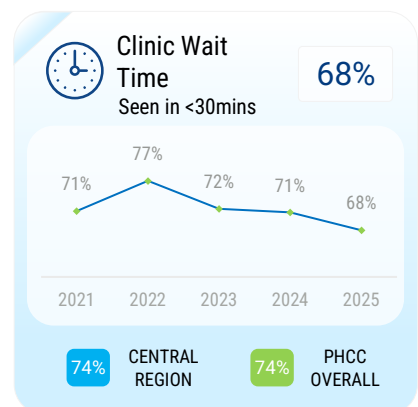 Clinic Wait
Time
Seen in <30mins
68%
71%
77%
72%
71%
68%
2021
2022
2023
2024
2025
74%
CENTRAL
REGION
74%
PHCC
OVERALL